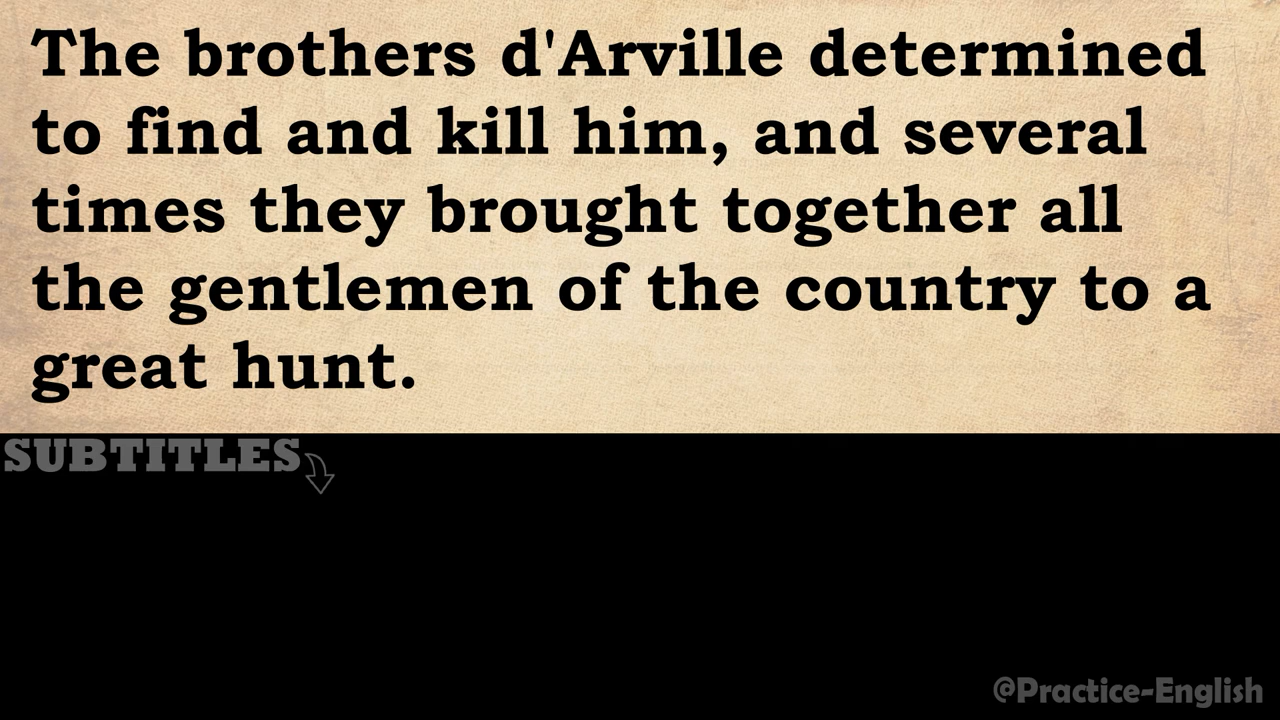 The brothers d'Arville determined
to find and kill him, and several
times they brought together all
the gentlemen of the country to a
great hunt.
SUBTITLES
@Practice-English